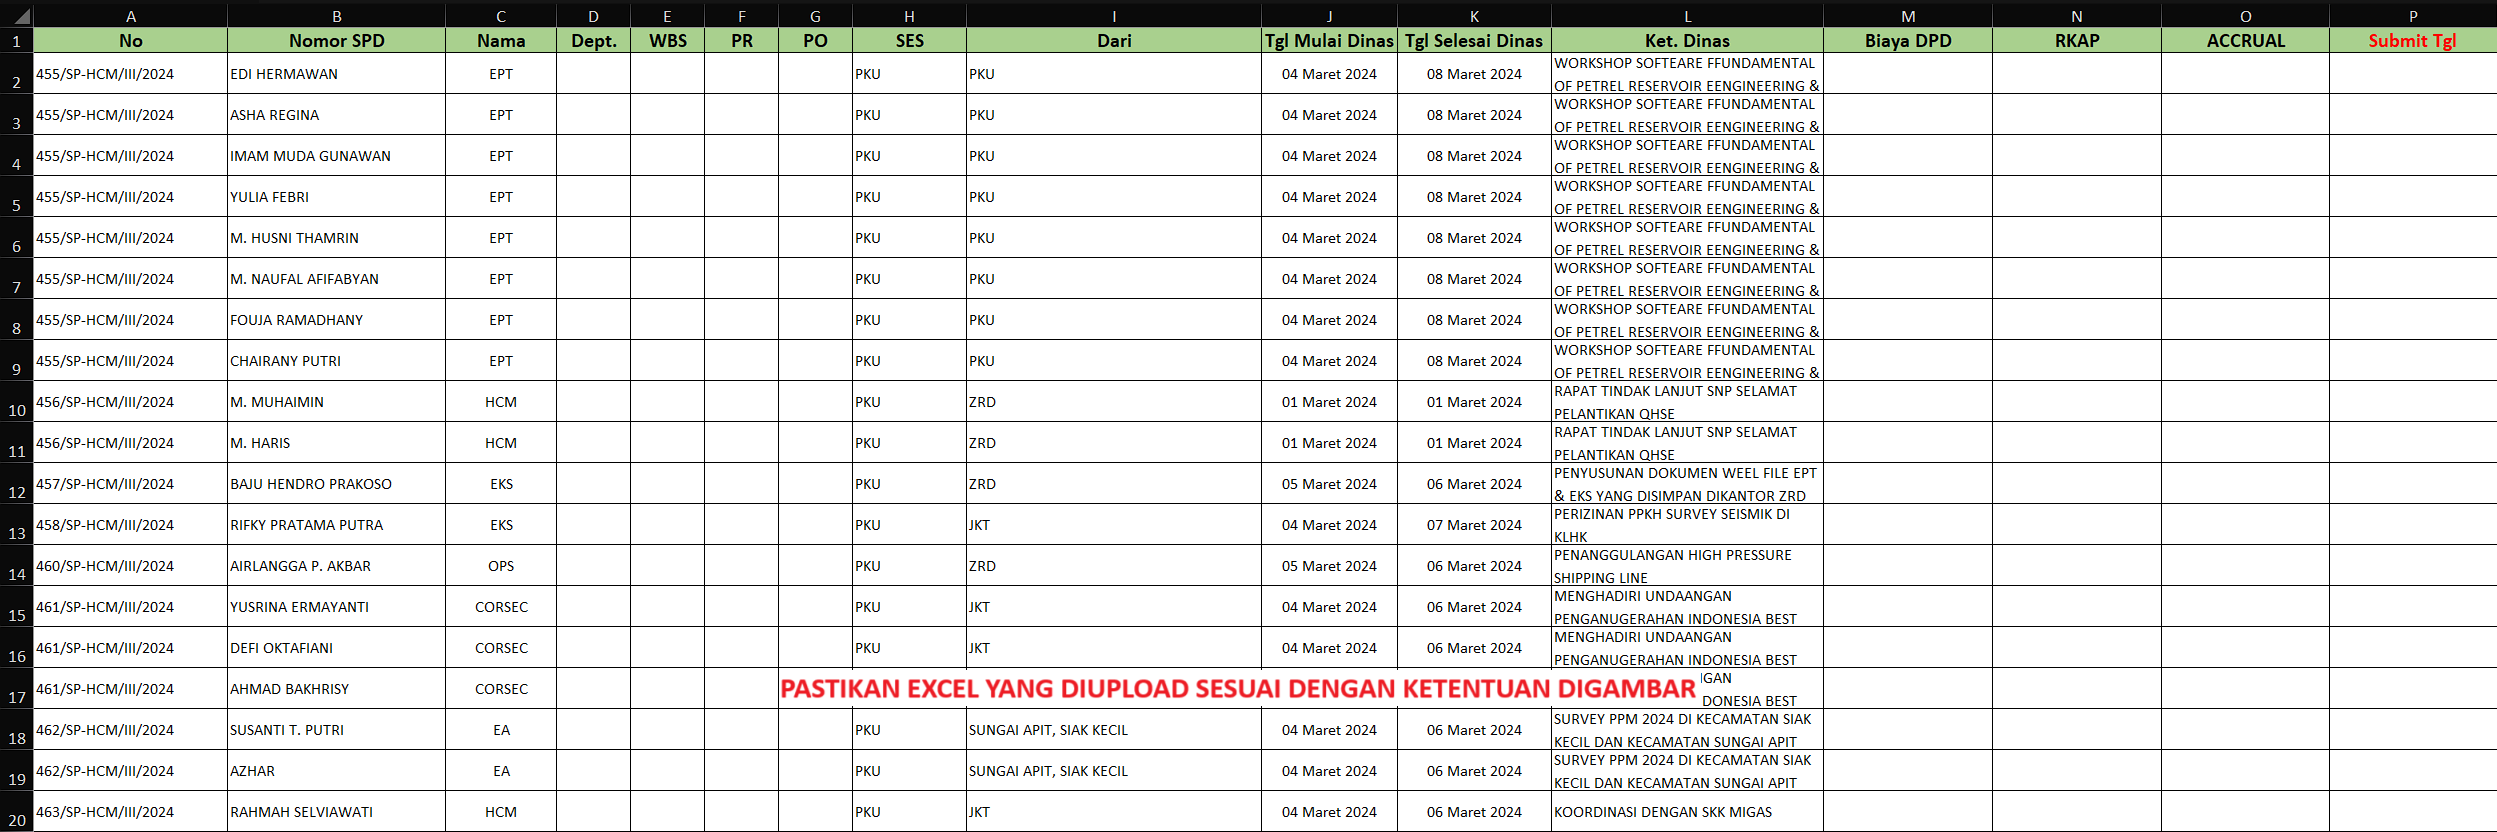 A B C D E F G H I J K L M N O P
1 No Nomor SPD Nama Dept. WBS PR PO SES Dari Tgl Mulai Dinas Tgl Selesai Dinas Ket. Dinas Biaya DPD RKAP ACCRUAL Submit Tgl
2 455/SP-HCM/III/2024 EDI HERMAWAN EPT PKU PKU 04 Maret 2024 08 Maret 2024 WORKSHOP SOFTEARE FFUNDAMENTAL
OF PETREL RESERVOIR EENGINEERING &
3 455/SP-HCM/III/2024 ASHA REGINA EPT PKU PKU 04 Maret 2024 08 Maret 2024 WORKSHOP SOFTEARE FFUNDAMENTAL
OF PETREL RESERVOIR EENGINEERING &
4 455/SP-HCM/III/2024 IMAM MUDA GUNAWAN EPT PKU PKU 04 Maret 2024 08 Maret 2024 WORKSHOP SOFTEARE FFUNDAMENTAL
OF PETREL RESERVOIR EENGINEERING &
5 455/SP-HCM/III/2024 YULIA FEBRI EPT PKU PKU 04 Maret 2024 08 Maret 2024 WORKSHOP SOFTEARE FFUNDAMENTAL
OF PETREL RESERVOIR EENGINEERING &
6 455/SP-HCM/III/2024 M. HUSNI THAMRIN EPT PKU PKU 04 Maret 2024 08 Maret 2024 WORKSHOP SOFTEARE FFUNDAMENTAL
OF PETREL RESERVOIR EENGINEERING &
7 455/SP-HCM/III/2024 M. NAUFAL AFIFABYAN EPT PKU PKU 04 Maret 2024 08 Maret 2024 WORKSHOP SOFTEARE FFUNDAMENTAL
OF PETREL RESERVOIR EENGINEERING &
8 455/SP-HCM/III/2024 FOUJA RAMADHANY EPT PKU PKU 04 Maret 2024 08 Maret 2024 WORKSHOP SOFTEARE FFUNDAMENTAL
OF PETREL RESERVOIR EENGINEERING &
9 455/SP-HCM/III/2024 CHAIRANY PUTRI EPT PKU PKU 04 Maret 2024 08 Maret 2024 WORKSHOP SOFTEARE FFUNDAMENTAL
OF PETREL RESERVOIR EENGINEERING &
10 456/SP-HCM/III/2024 M. MUHAIMIN HCM PKU ZRD 01 Maret 2024 01 Maret 2024 RAPAT TINDAK LANJUT SNP SELAMAT
PELANTIKAN QHSE
11 456/SP-HCM/III/2024 M. HARIS HCM PKU ZRD 01 Maret 2024 01 Maret 2024 RAPAT TINDAK LANJUT SNP SELAMAT
PELANTIKAN QHSE
12 457/SP-HCM/III/2024 BAJU HENDRO PRAKOSO EKS PKU ZRD 05 Maret 2024 06 Maret 2024 PENYUSUNAN DOKUMEN WEEL FILE EPT
& EKS YANG DISIMPAN DIKANTOR ZRD
13 458/SP-HCM/III/2024 RIFKY PRATAMA PUTRA EKS PKU JKT 04 Maret 2024 07 Maret 2024 PERIZINAN PPKH SURVEY SEISMIK DI
KLHK
14 460/SP-HCM/III/2024 AIRLANGGA P. AKBAR OPS PKU ZRD 05 Maret 2024 06 Maret 2024 PENANGGULANGAN HIGH PRESSURE
SHIPPING LINE
15 461/SP-HCM/III/2024 YUSRINA ERMAYANTI CORSEC PKU JKT 04 Maret 2024 06 Maret 2024 MENGHADIRI UNDAANGAN
PENGANUGERAHAN INDONESIA BEST
16 461/SP-HCM/III/2024 DEFI OKTAFIANI CORSEC PKU JKT 04 Maret 2024 06 Maret 2024 MENGHADIRI UNDAANGAN
PENGANUGERAHAN INDONESIA BEST
17 461/SP-HCM/III/2024 AHMAD BAKHRISY CORSEC PASTIKAN EXCEL YANG DIUPLOAD SESUAI DENGAN KETENTUAN DIGAMBAR NGAN
DONESIA BEST
18 462/SP-HCM/III/2024 SUSANTI T. PUTRI EA PKU SUNGAI APIT, SIAK KECIL 04 Maret 2024 06 Maret 2024 SURVEY PPM 2024 DI KECAMATAN SIAK
KECIL DAN KECAMATAN SUNGAI APIT
19 462/SP-HCM/III/2024 AZHAR EA PKU SUNGAI APIT, SIAK KECIL 04 Maret 2024 06 Maret 2024 SURVEY PPM 2024 DI KECAMATAN SIAK
KECIL DAN KECAMATAN SUNGAI APIT
20 463/SP-HCM/III/2024 RAHMAH SELVIAWATI HCM PKU JKT 04 Maret 2024 06 Maret 2024 KOORDINASI DENGAN SKK MIGAS